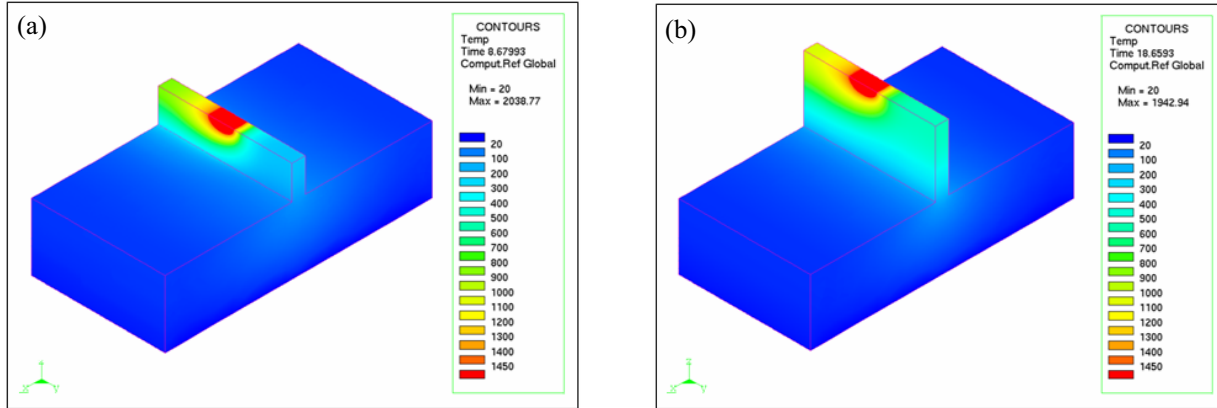 (a)
CONTOURS
Temp
Time 8.67993
Comput.Ref Global
Min = 20
Max = 2038.77
20
100
200
300
400
500
600
700
800
900
1000
1100
1200
1300
1400
1450
x
y
z
(b)
CONTOURS
Temp
Time 18.6593
Comput.Ref Global
Min = 20
Max = 1942.94
20
100
200
300
400
500
600
700
800
900
1000
1100
1200
1300
1400
1450
x
y
z